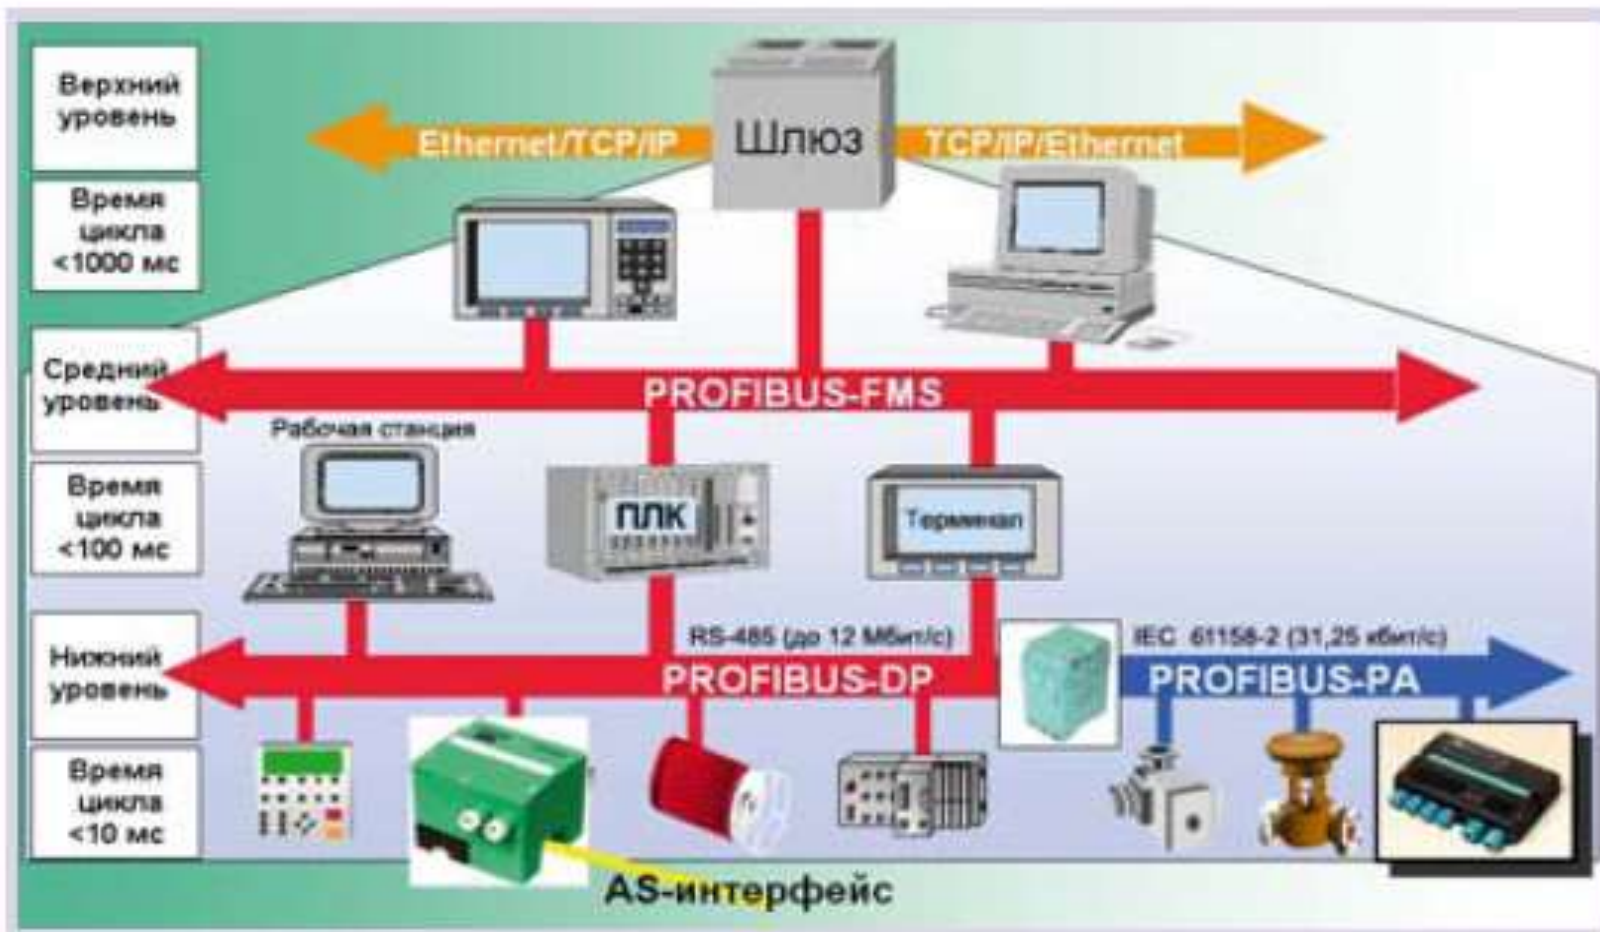 Верхний
уровень
Ethernet/TCP/IP
Шлюз
TCP/IP/Ethernet
Время
цикла
<1000 мс
Средний
уровень
PROFIBUS-FMS
Рабочая станция
Время
цикла
<100 мс
ПЛК
Терминал
Нижний
уровень
RS-485 (до 12 Мбит/с)
IEC 61158-2 (31,25 кбит/с)
PROFIBUS-DP
PROFIBUS-PA
Время
цикла
<10 мс
AS-интерфейс